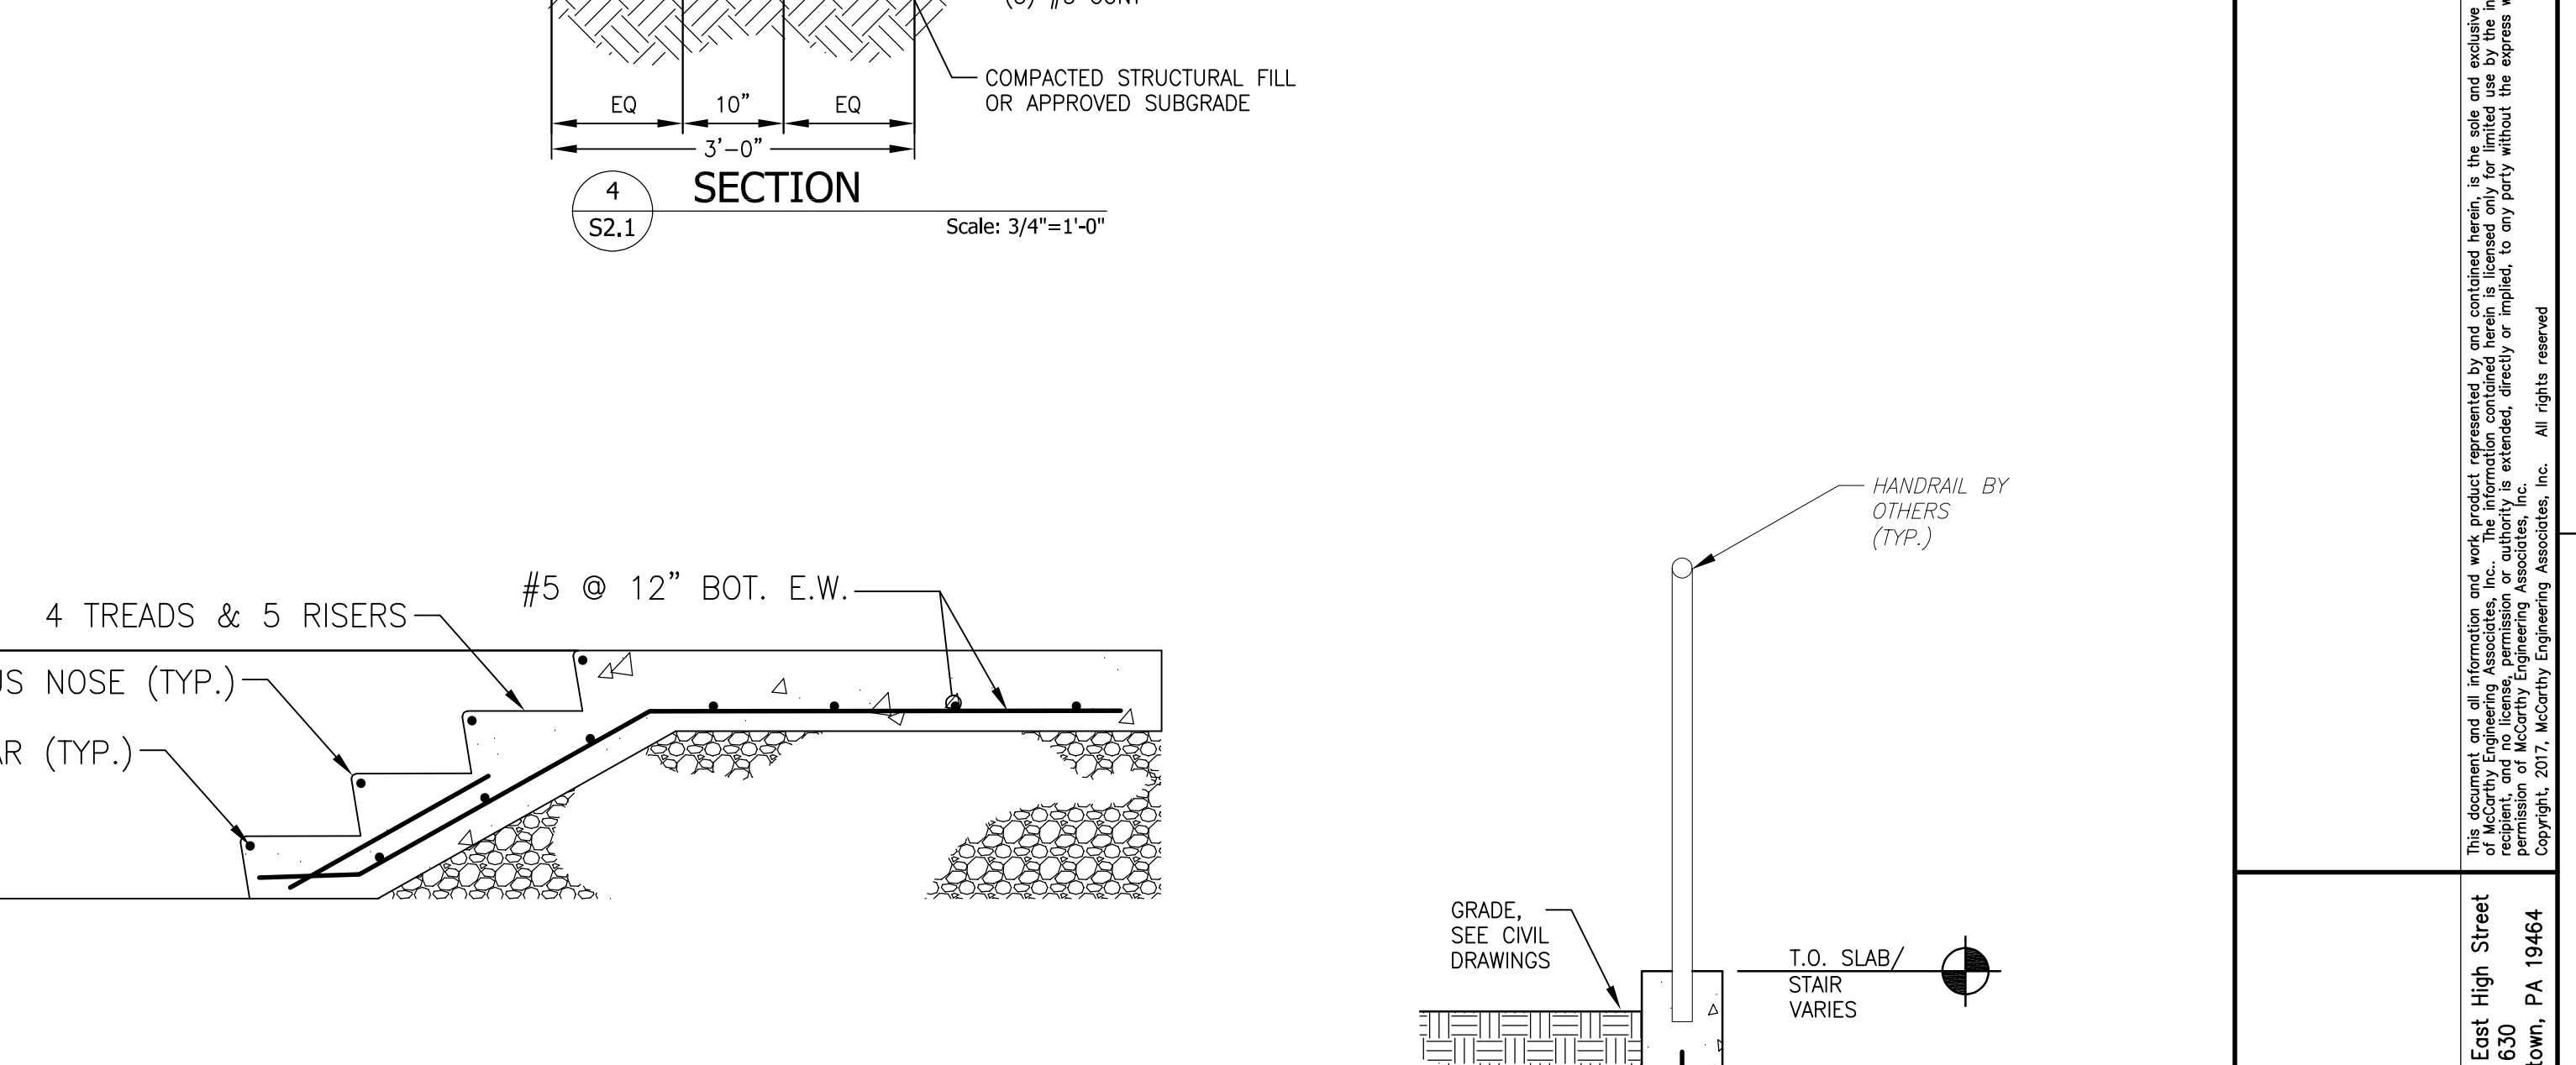 COMPACTED STRUCTURAL FILL
OR APPROVED SUBGRADE
EQ 10" EQ
3'-0"
4
S2.1
SECTION
Scale: 3/4"=1'-0"
HANDRAIL BY
OTHERS
(TYP.)
#5 @ 12" BOT. E.W.
4 TREADS & 5 RISERS
NOSE (TYP.)
(TYP.)
GRADE,
SEE CIVIL
DRAWINGS
T.O. SLAB/
STAIR
VARIES
This document and all information and work product represented by and contained herein, is the sole and exclusive
of McCarthy Engineering Associates, Inc.. The information contained herein is licensed only for limited use by the
recipient, and no license, permission or authority is extended, directly or implied, to any party without the express
permission of McCarthy Engineering Associates, Inc.
Copyright, 2017, McCarthy Engineering Associates, Inc. All rights reserved
East High Street
630
PA 19464